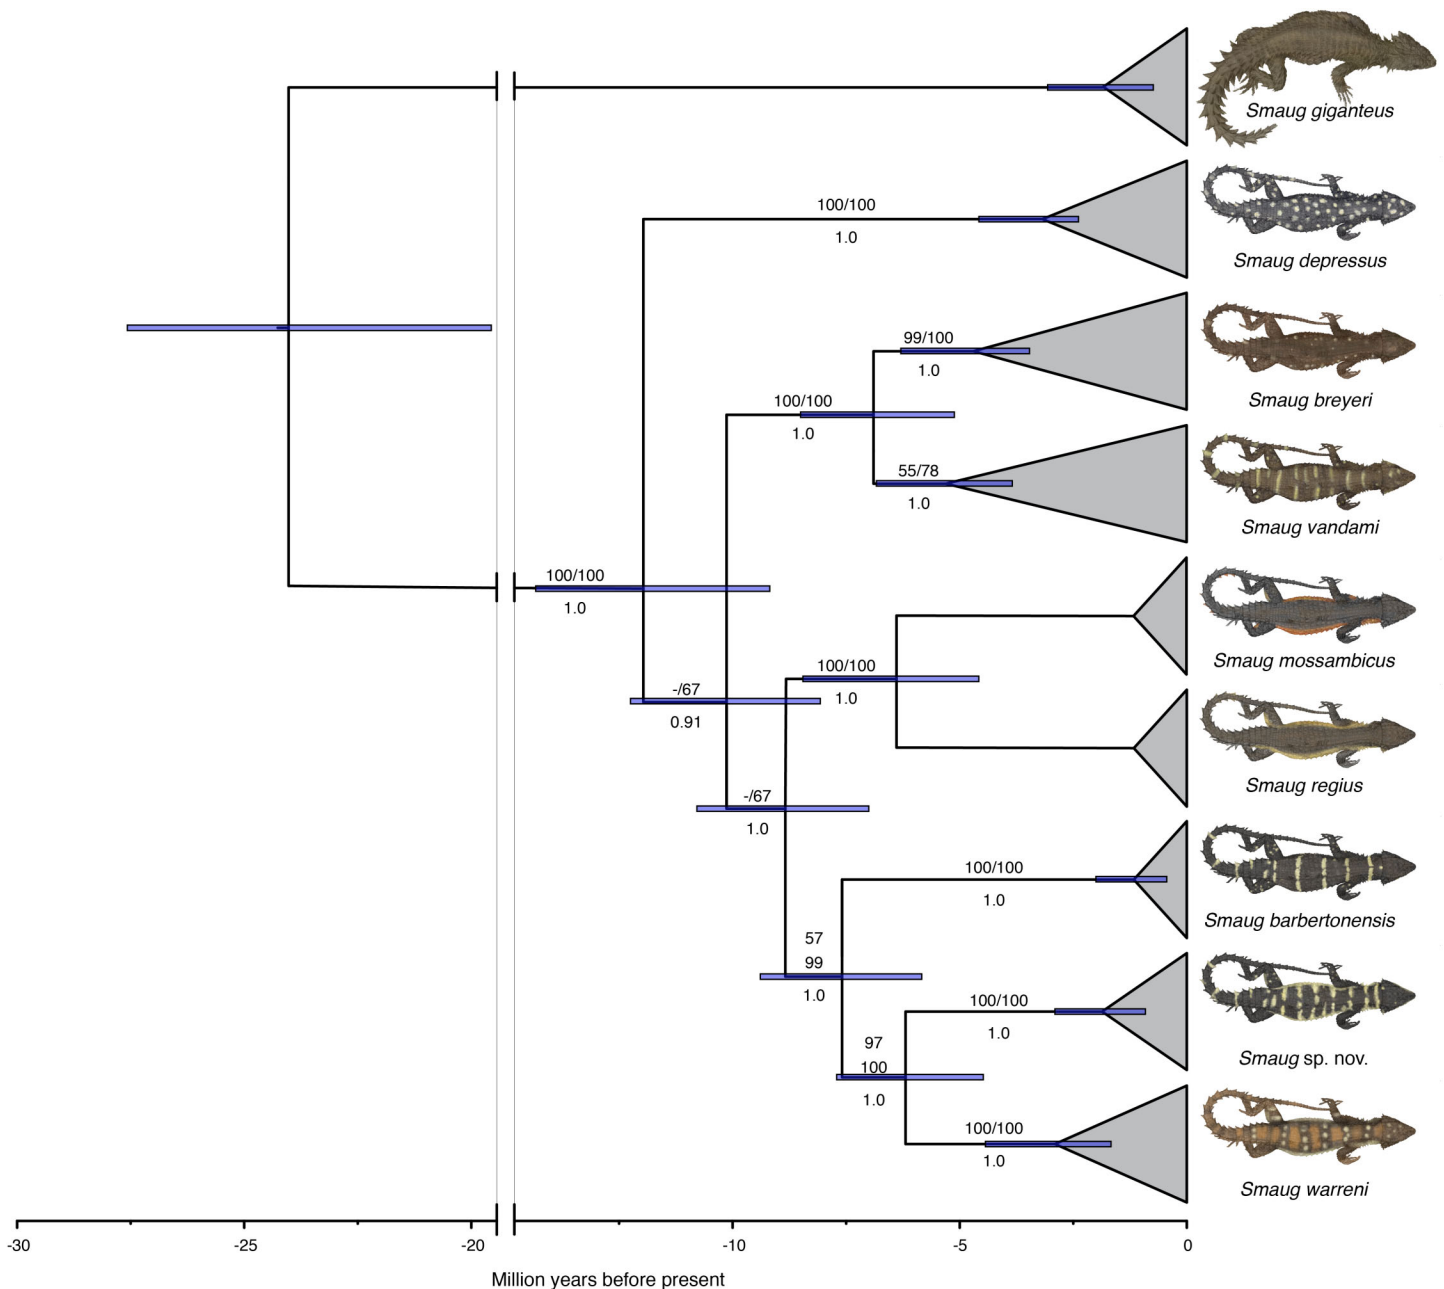 Smaug giganteus
100/100
1.0
Smaug depressus
99/100
1.0
Smaug breyeri
100/100
1.0
55/78
1.0
Smaug vandami
100/100
1.0
Smaug mossambicus
100/100
1.0
-/67
0.91
Smaug regius
-/67
1.0
100/100
1.0
Smaug barbertonensis
57
99
1.0
100/100
1.0
Smaug sp. nov.
97
100
1.0
100/100
1.0
Smaug warreni
-30 -25 -20 -10 -5 0
Million years before present